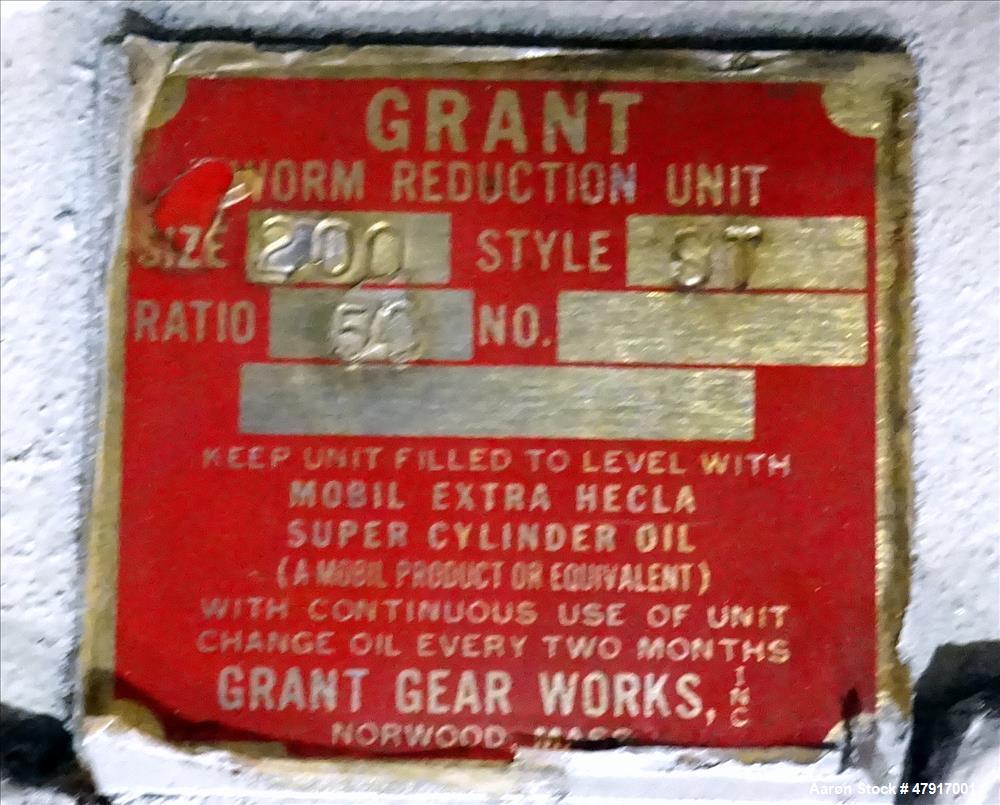 GRANT
WORM REDUCTION UNIT
SIZE 200 STYLE ST
RATIO NO.
KEEP UNIT FILLED TO LEVEL WITH
MOBIL EXTRA HECLA
SUPER CYLINDER OIL
(A MOBIL PRODUCT OR EQUIVALENT)
WITH CONTINUOUS USE OF UNIT
CHANGE OIL EVERY TWO MONTHS
GRANT GEAR WORKS, INC
NORWOOD, MASS.
Aaron Stock # 47917001